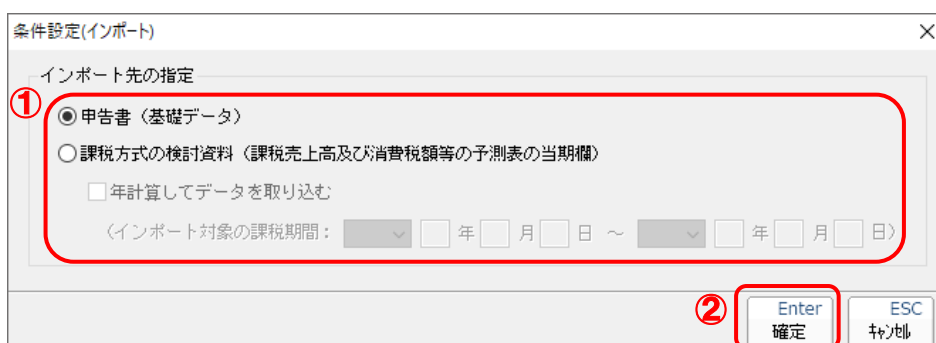 条件設定(インポート)
インポート先の指定
①
申告書（基礎データ）
課税方式の検討資料（課税売上高及び消費税額等の予測表の当期欄）
年計算してデータを取り込む
（インポート対象の課税期間： 年 月 日 ～ 年 月 日）
②
Enter
確定
ESC
キャンセル